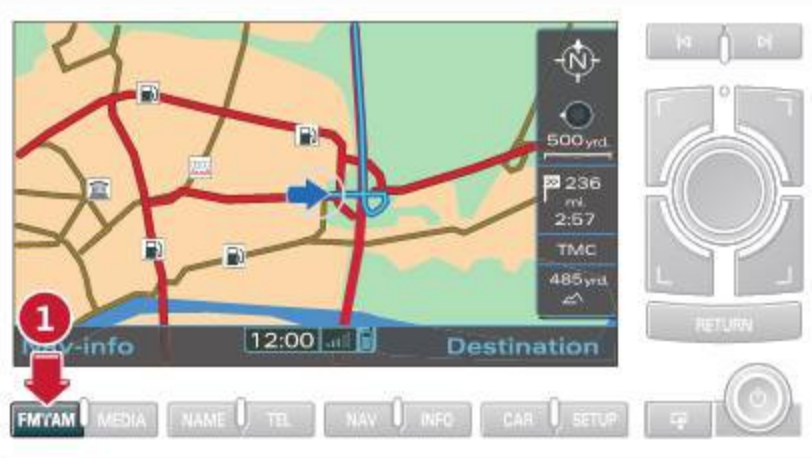 N
500 yrd.
236
mi.
2:57
TMC
485 yrd.
1
Nav-info
12:00
Destination
RETURN
FM/AM MEDIA NAME TEL NAV INFO CAR SETUP